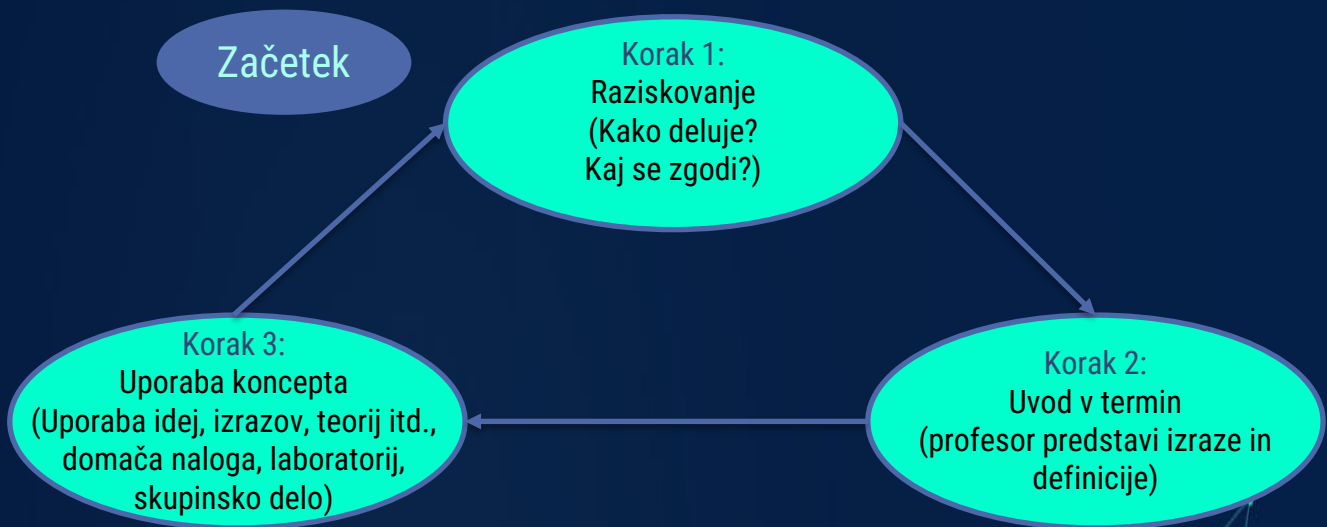 Začetek
Korak 1:
Raziskovanje
(Kako deluje?
Kaj se zgodi?)
Korak 3:
Uporaba koncepta
(Uporaba idej, izrazov, teorij itd.,
domača naloga, laboratorij,
skupinsko delo)
Korak 2:
Uvod v termin
(profesor predstavi izraze in
definicije)